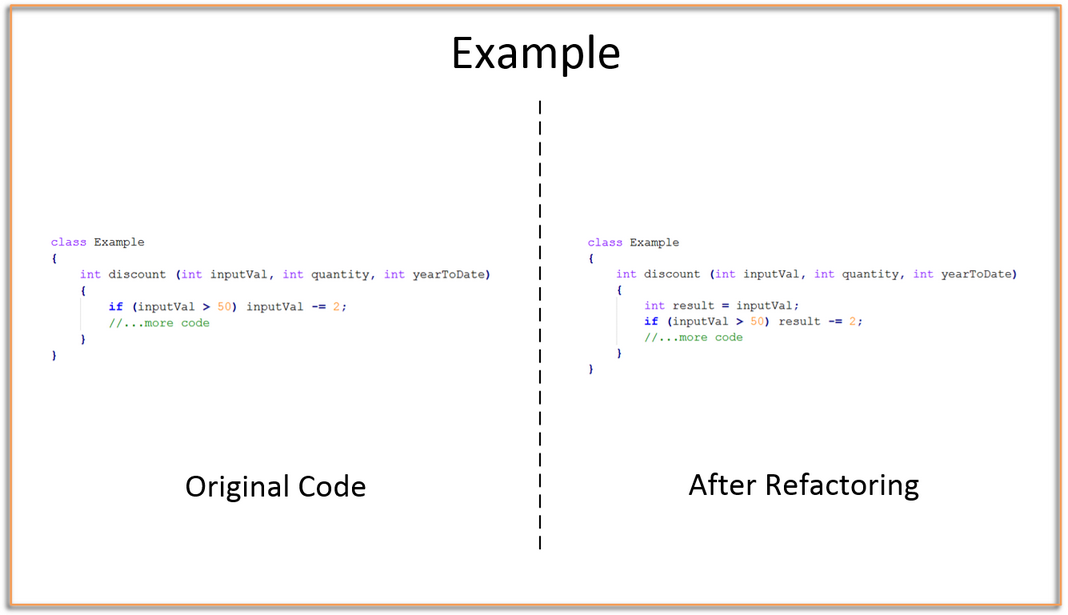 Example
class Example
{
    int discount (int inputVal, int quantity, int yearToDate)
    {
        if (inputVal > 50) inputVal -= 2;
        //...more code
    }
}
Original Code
class Example
{
    int discount (int inputVal, int quantity, int yearToDate)
    {
        int result = inputVal;
        if (inputVal > 50) result -= 2;
        //...more code
    }
}
After Refactoring